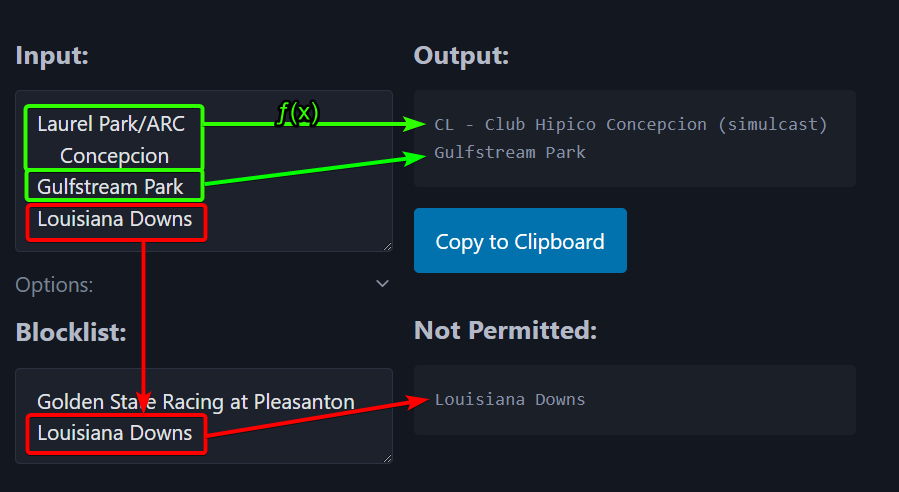 Input:
Laurel Park/ARC
Concepcion
Gulfstream Park
Louisiana Downs
ƒ(x)
Output:
CL - Club Hipico Concepcion (simulcast)
Gulfstream Park
Copy to Clipboard
Options:
Blocklist:
Golden State Racing at Pleasanton
Louisiana Downs
Not Permitted:
Louisiana Downs